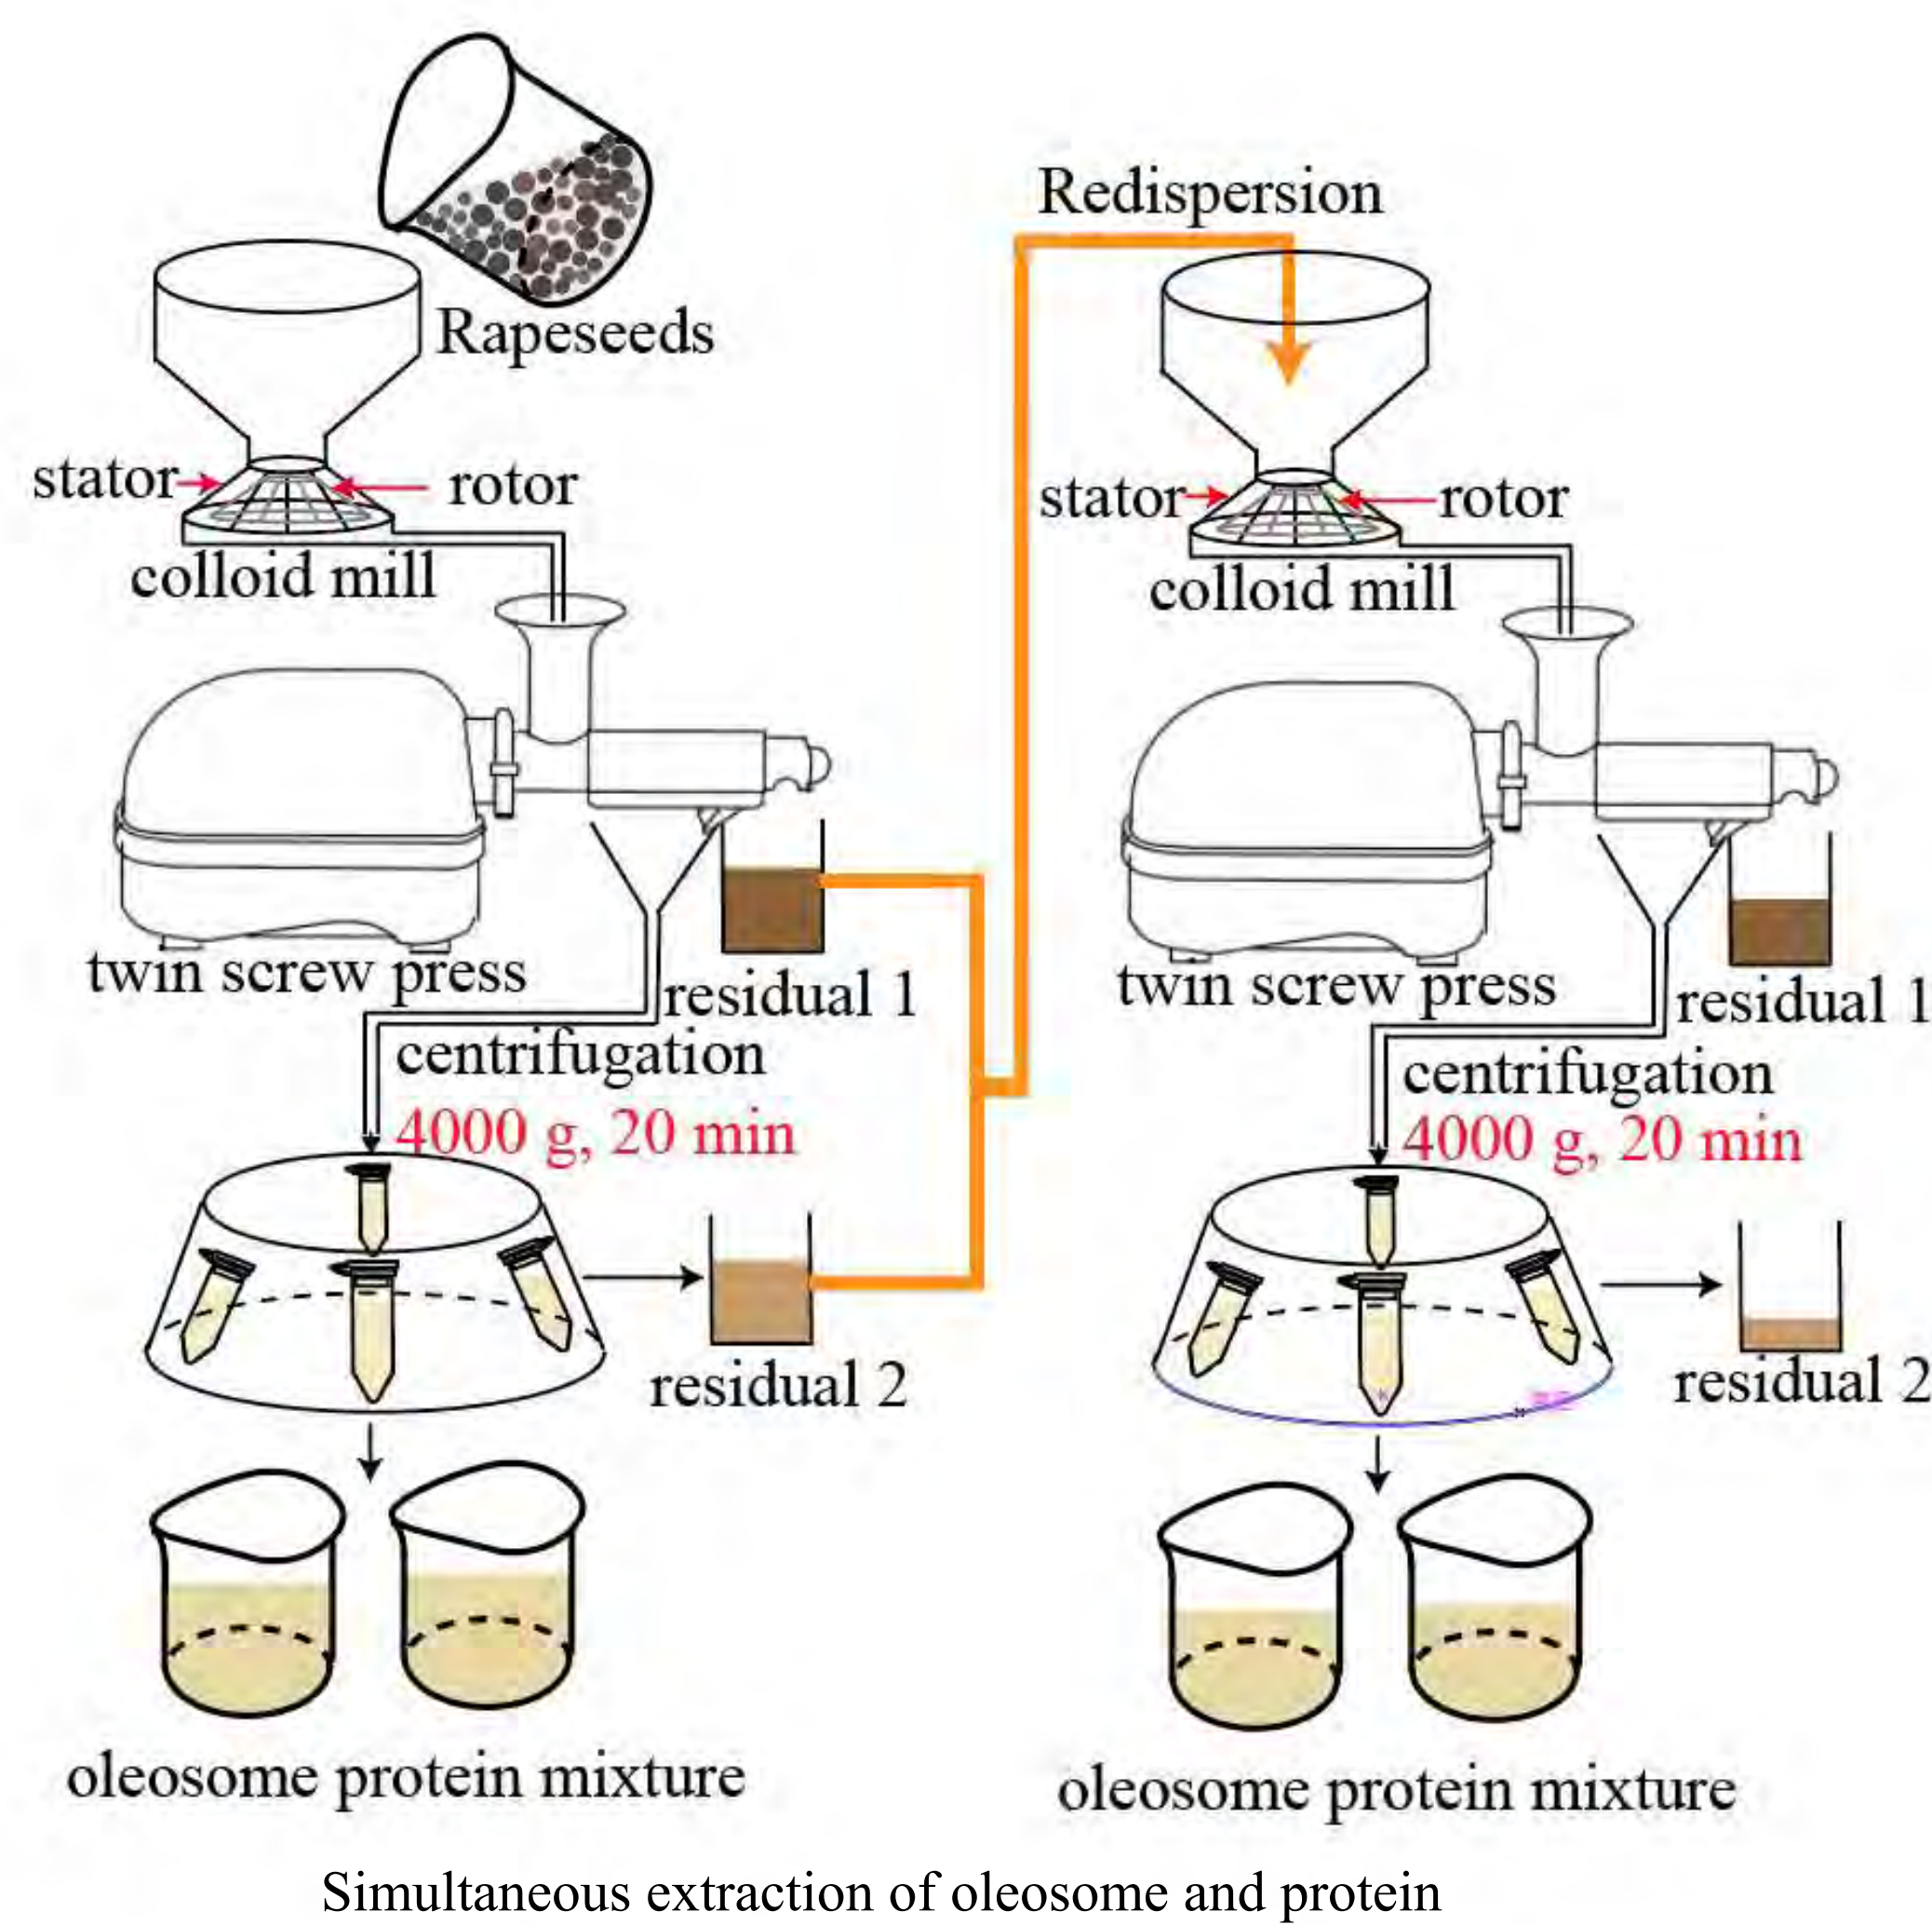 Rapeseeds
stator
rotor
colloid mill
twin screw press
residual 1
centrifugation
4000 g, 20 min
residual 2
oleosome protein mixture
Redispersion
stator
rotor
colloid mill
twin screw press
residual 1
centrifugation
4000 g, 20 min
residual 2
oleosome protein mixture
Simultaneous extraction of oleosome and protein